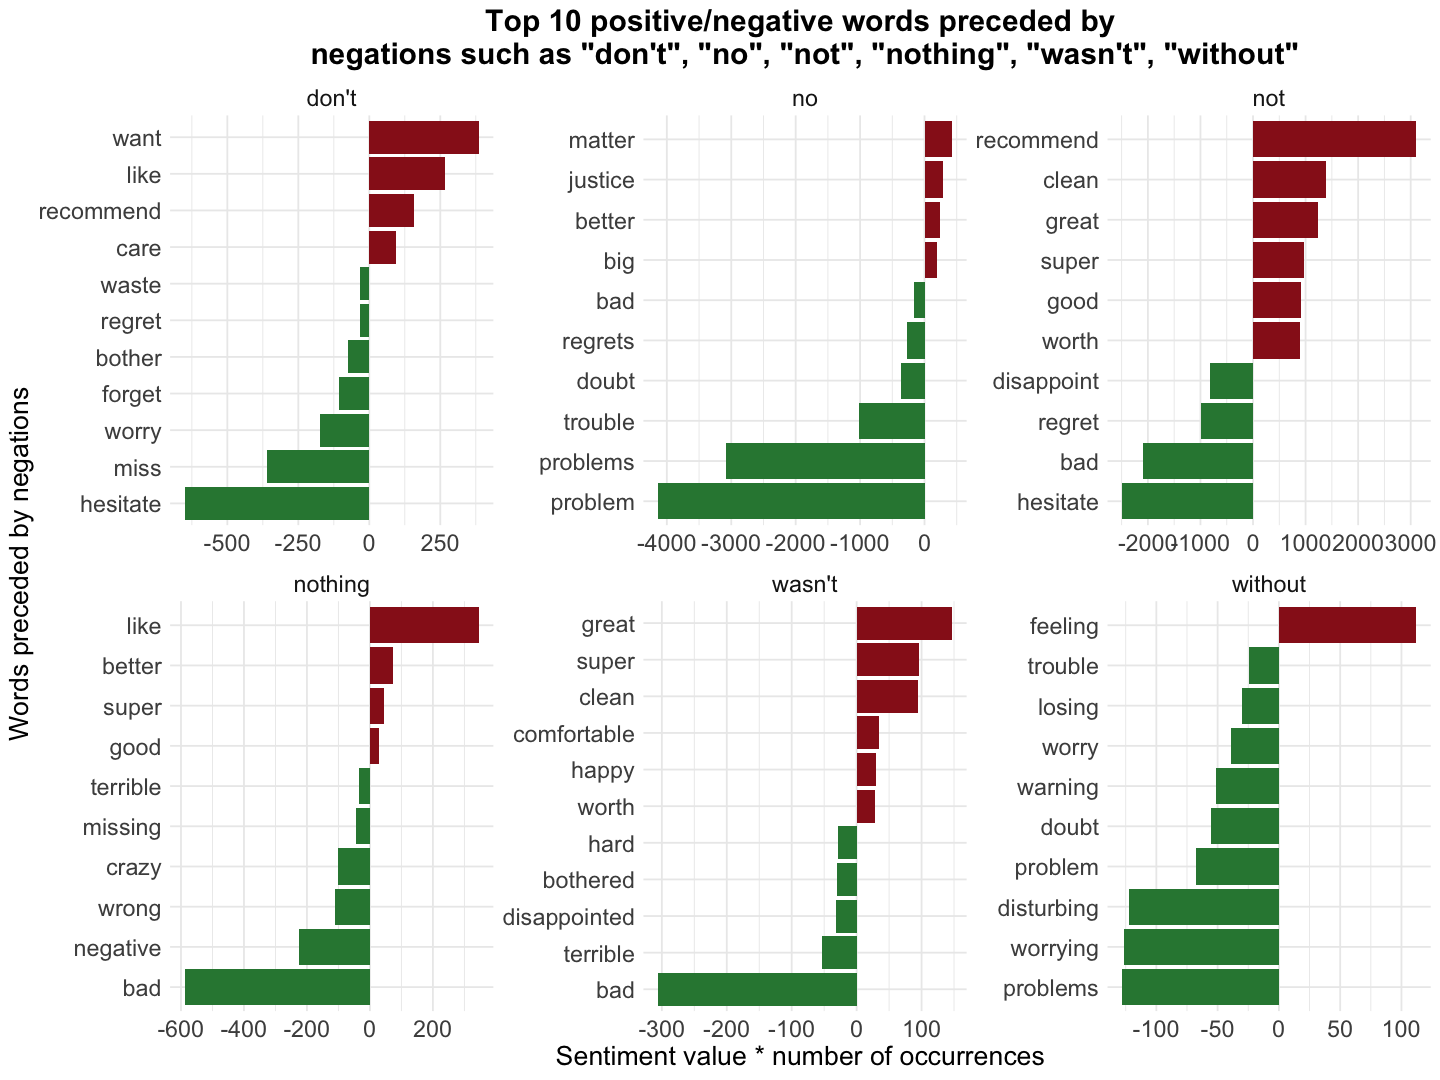 Top 10 positive/negative words preceded by
negations such as "don't", "no", "not", "nothing", "wasn't", "without"
Words preceded by negations
don't
want
like
recommend
care
waste
regret
bother
forget
worry
miss
hesitate
-500 -250 0 250
no
matter
justice
better
big
bad
regrets
doubt
trouble
problems
problem
-4000 -3000 -2000 -1000 0
not
recommend
clean
great
super
good
worth
disappoint
regret
bad
hesitate
-2000 -1000 0 1000 2000 3000
nothing
like
better
super
good
terrible
missing
crazy
wrong
negative
bad
-600 -400 -200 0 200
wasn't
great
super
clean
comfortable
happy
worth
hard
bothered
disappointed
terrible
bad
-300 -200 -100 0 100
without
feeling
trouble
losing
worry
warning
doubt
problem
disturbing
worrying
problems
-100 -50 0 50 100
Sentiment value * number of occurrences